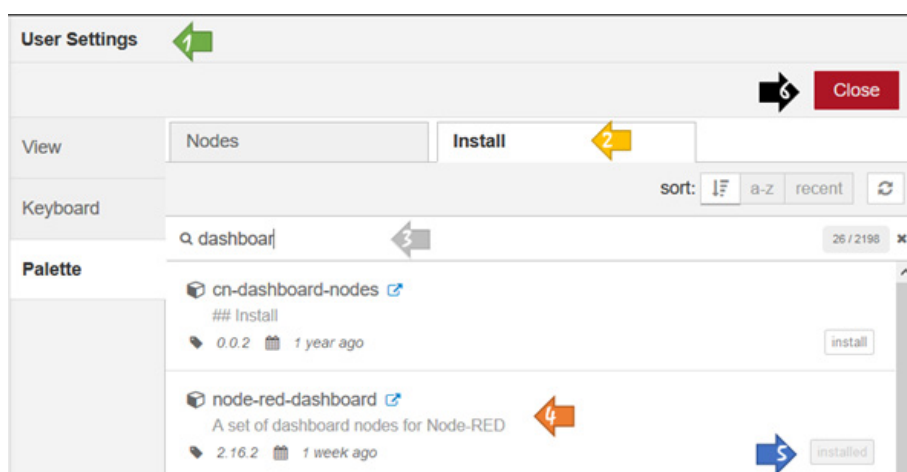 User Settings
1
6
Close
View
Nodes
Install
2
sort:
a-z
recent
Keyboard
dashboar
3
26 / 2198
Palette
cn-dashboard-nodes
## Install
0.0.2
1 year ago
install
node-red-dashboard
A set of dashboard nodes for Node-RED
4
2.16.2
1 week ago
5
installed